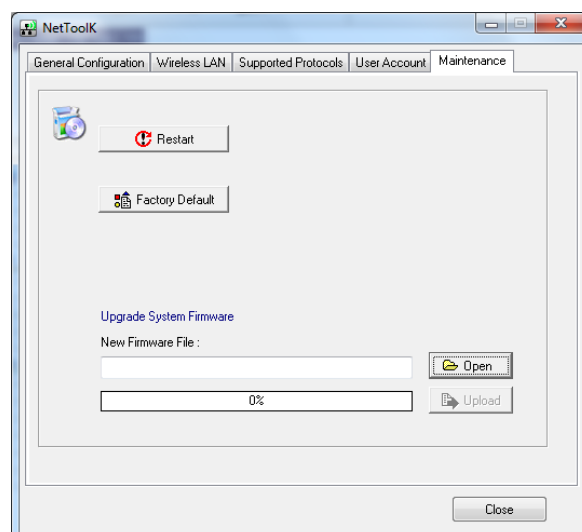 NetToolK
General Configuration Wireless LAN Supported Protocols User Account Maintenance
Restart
Factory Default
Upgrade System Firmware
New Firmware File :
Open
0%
Upload
Close